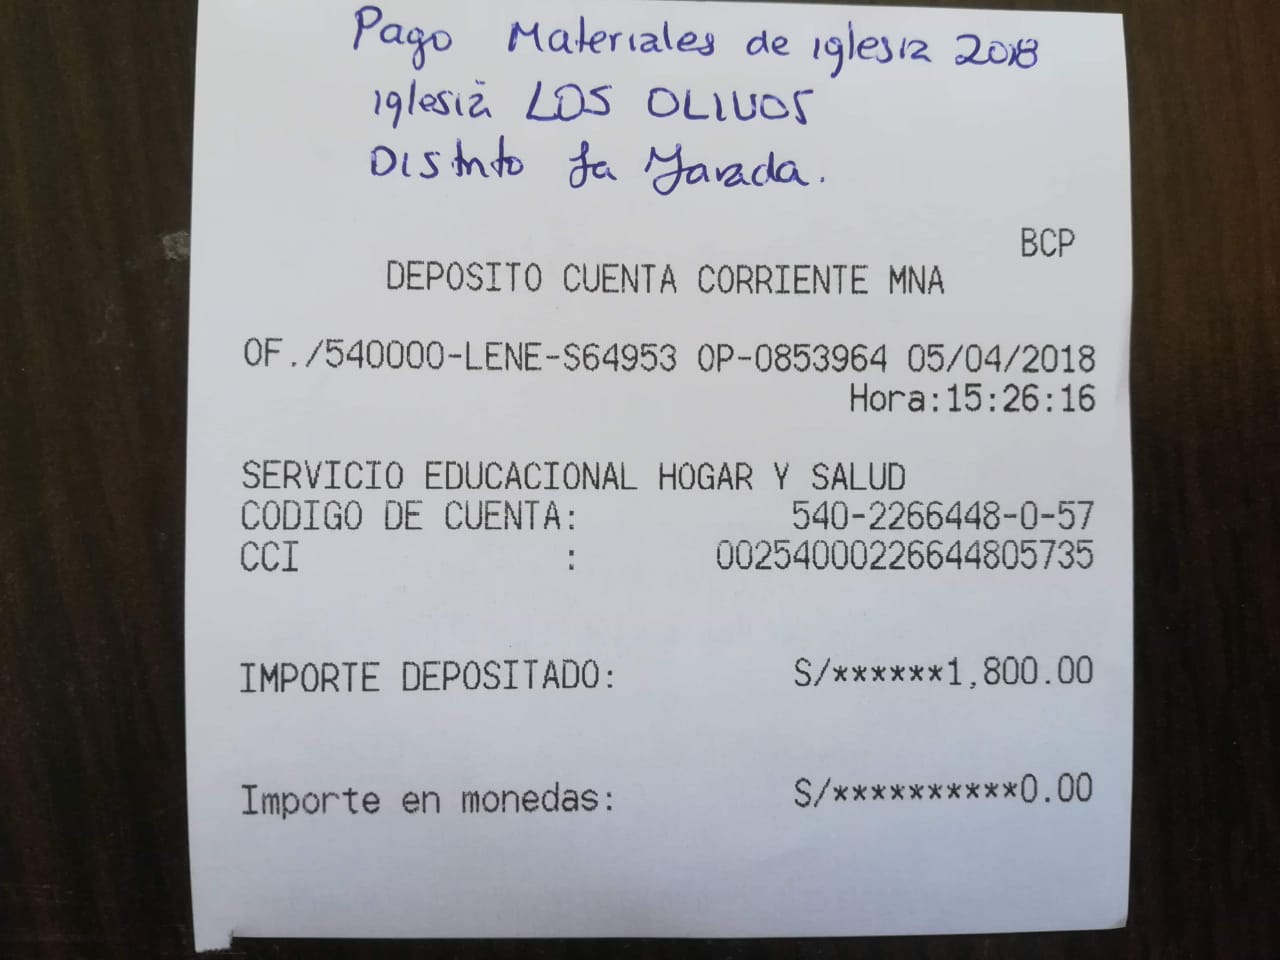 Pago Materiales de iglesia 2018
iglesia LOS OLIVOS
Distrito La Yarada.
BCP
DEPOSITO CUENTA CORRIENTE MNA
OF./540000-LENE-S64953 OP-0853964 05/04/2018
Hora:15:26:16
SERVICIO EDUCACIONAL HOGAR Y SALUD
CODIGO DE CUENTA: 540-2266448-0-57
CCI : 00254000226644805735
IMPORTE DEPOSITADO: S/******1,800.00
Importe en monedas: S/**********0.00